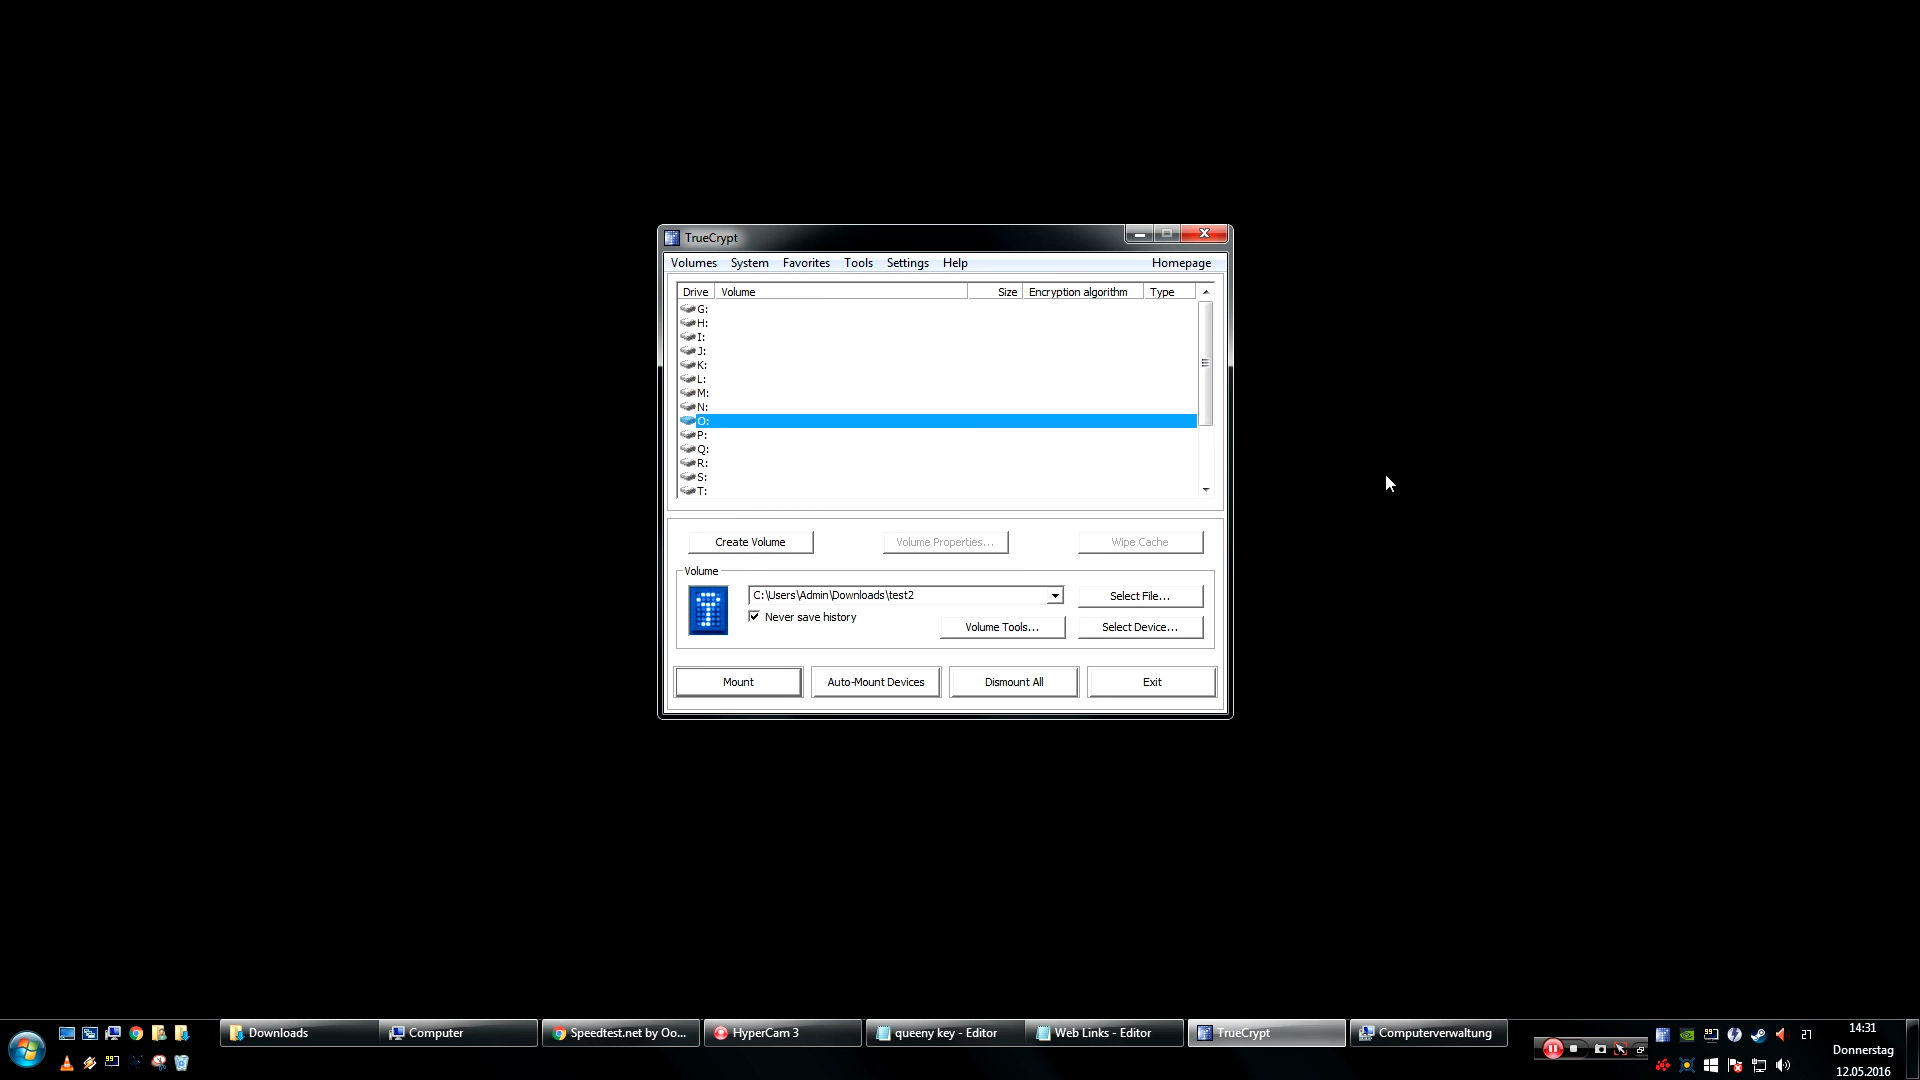 TrueCrypt
Volumes System Favorites Tools Settings Help Homepage
Drive Volume Size Encryption algorithm Type
G:
H:
I:
J:
K:
L:
M:
N:
O:
P:
Q:
R:
S:
T:
Create Volume Volume Properties... Wipe Cache
Volume
C:\Users\Admin\Downloads\test2 Select File...
Never save history
Volume Tools... Select Device...
Mount Auto-Mount Devices Dismount All Exit
Downloads Computer Speedtest.net by Oo... HyperCam 3 queeny key - Editor Web Links - Editor TrueCrypt Computerverwaltung
14:31
Donnerstag
12.05.2016